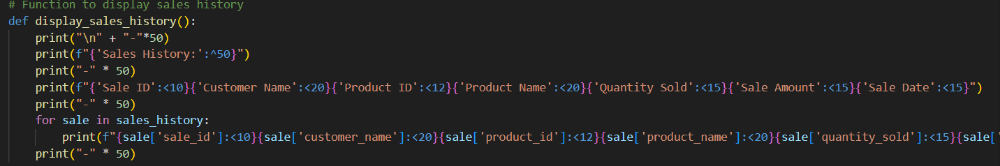 # Function to display sales history
def display_sales_history():
    print("\n" + "-"*50)
    print(f"{'Sales History:':^50}")
    print("-" * 50)
    print(f"{'Sale ID':<10}{'Customer Name':<20}{'Product ID':<12}{'Product Name':<20}{'Quantity Sold':<15}{'Sale Amount':<15}{'Sale Date':<15}")
    print("-" * 50)
    for sale in sales_history:
        print(f"{sale['sale_id']:<10}{sale['customer_name']:<20}{sale['product_id']:<12}{sale['product_name']:<20}{sale['quantity_sold']:<15}{sale['
    print("-" * 50)